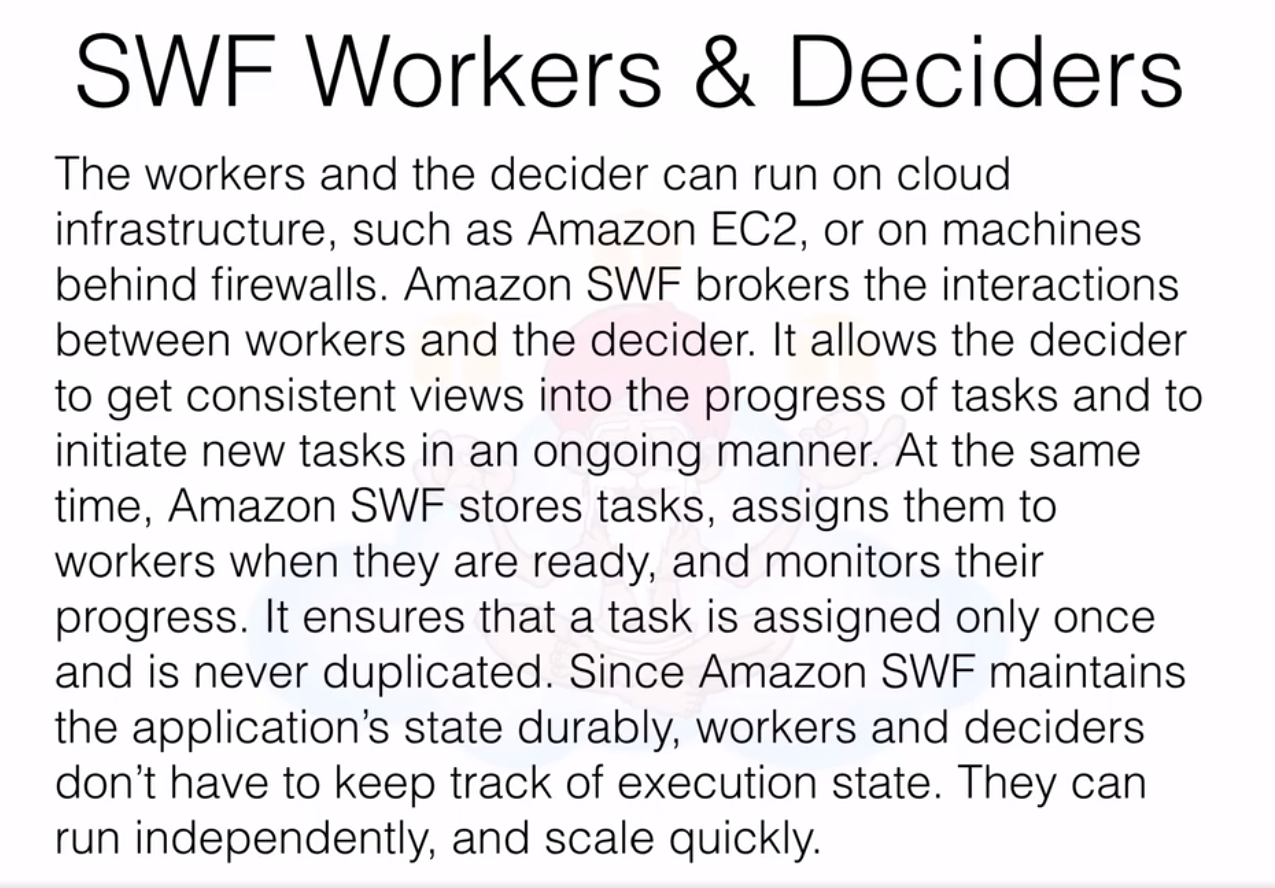 SWF Workers & Deciders
The workers and the decider can run on cloud
infrastructure, such as Amazon EC2, or on machines
behind firewalls. Amazon SWF brokers the interactions
between workers and the decider. It allows the decider
to get consistent views into the progress of tasks and to
initiate new tasks in an ongoing manner. At the same
time, Amazon SWF stores tasks, assigns them to
workers when they are ready, and monitors their
progress. It ensures that a task is assigned only once
and is never duplicated. Since Amazon SWF maintains
the application’s state durably, workers and deciders
don’t have to keep track of execution state. They can
run independently, and scale quickly.